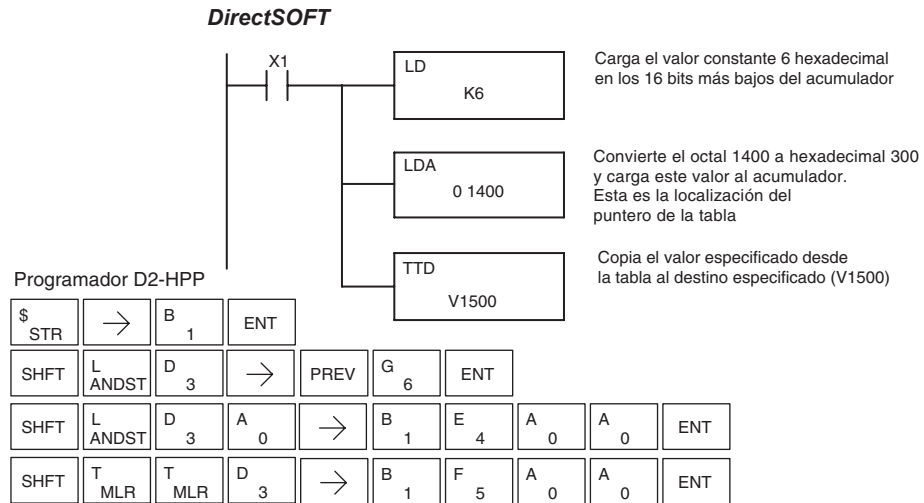 DirectSOFT
X1
LD
K6
Carga el valor constante 6 hexadecimal
en los 16 bits más bajos del acumulador
LDA
0 1400
Convierte el octal 1400 a hexadecimal 300
y carga este valor al acumulador.
Esta es la localización del
puntero de la tabla
TTD
V1500
Copia el valor especificado desde
la tabla al destino especificado (V1500)
Programador D2-HPP
$ STR → B 1 ENT
SHFT L ANDST D 3 → PREV G 6 ENT
SHFT L ANDST D 3 A 0 → B 1 E 4 A 0 A 0 ENT
SHFT T MLR T MLR D 3 → B 1 F 5 A 0 A 0 ENT